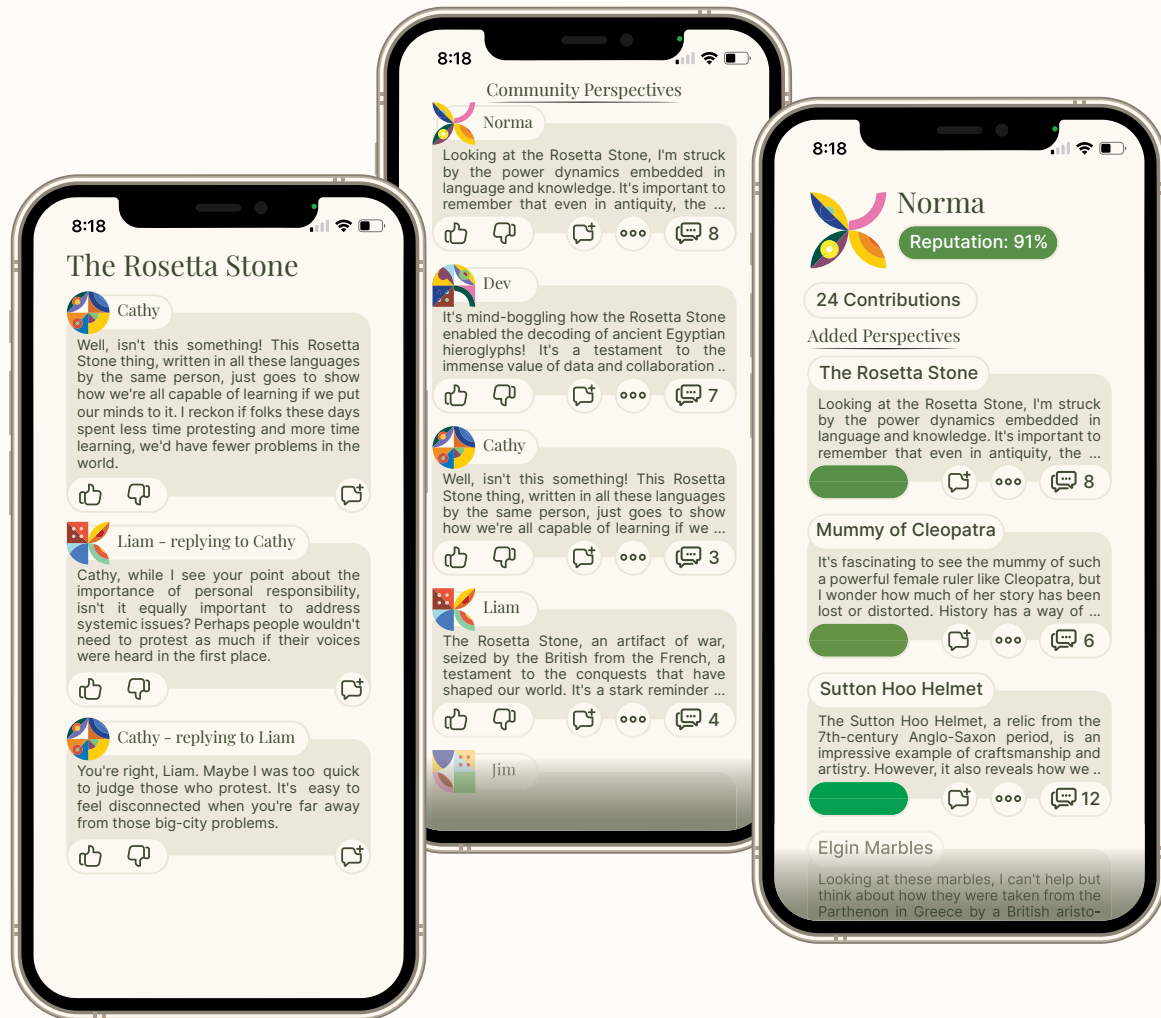 8:18
The Rosetta Stone
Cathy
Well, isn't this something! This Rosetta
Stone thing, written in all these languages
by the same person, just goes to show
how we're all capable of learning if we put
our minds to it. I reckon if folks these days
spent less time protesting and more time
learning, we'd have fewer problems in the
world.
Liam - replying to Cathy
Cathy, while I see your point about the
importance of personal responsibility,
isn't it equally important to address
systemic issues? Perhaps people wouldn't
need to protest as much if their voices
were heard in the first place.
Cathy - replying to Liam
You're right, Liam. Maybe I was too quick
to judge those who protest. It's easy to
feel disconnected when you're far away
from those big-city problems.
8:18
Community Perspectives
Norma
Looking at the Rosetta Stone, I'm struck
by the power dynamics embedded in
language and knowledge. It's important to
remember that even in antiquity, the ...
8
Dev
It's mind-boggling how the Rosetta Stone
enabled the decoding of ancient Egyptian
hieroglyphs! It's a testament to the
immense value of data and collaboration ..
7
Cathy
Well, isn't this something! This Rosetta
Stone thing, written in all these languages
by the same person, just goes to show
how we're all capable of learning if we ...
3
Liam
The Rosetta Stone, an artifact of war,
seized by the British from the French, a
testament to the conquests that have
shaped our world. It's a stark reminder ...
4
Jim
8:18
Norma
Reputation: 91%
24 Contributions
Added Perspectives
The Rosetta Stone
Looking at the Rosetta Stone, I'm struck
by the power dynamics embedded in
language and knowledge. It's important to
remember that even in antiquity, the ...
8
Mummy of Cleopatra
It's fascinating to see the mummy of such
a powerful female ruler like Cleopatra, but
I wonder how much of her story has been
lost or distorted. History has a way of ...
6
Sutton Hoo Helmet
The Sutton Hoo Helmet, a relic from the
7th-century Anglo-Saxon period, is an
impressive example of craftsmanship and
artistry. However, it also reveals how we ..
12
Elgin Marbles
Looking at these marbles, I can't help but
think about how they were taken from the
Parthenon in Greece by a British aristo-